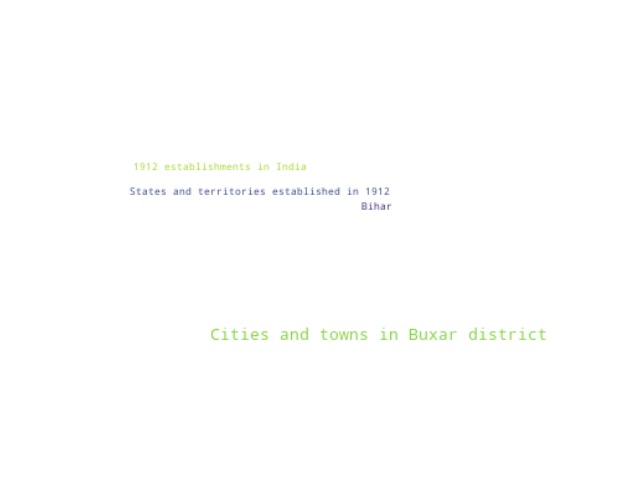 1912 establishments in India
States and territories established in 1912
Bihar
Cities and towns in Buxar district